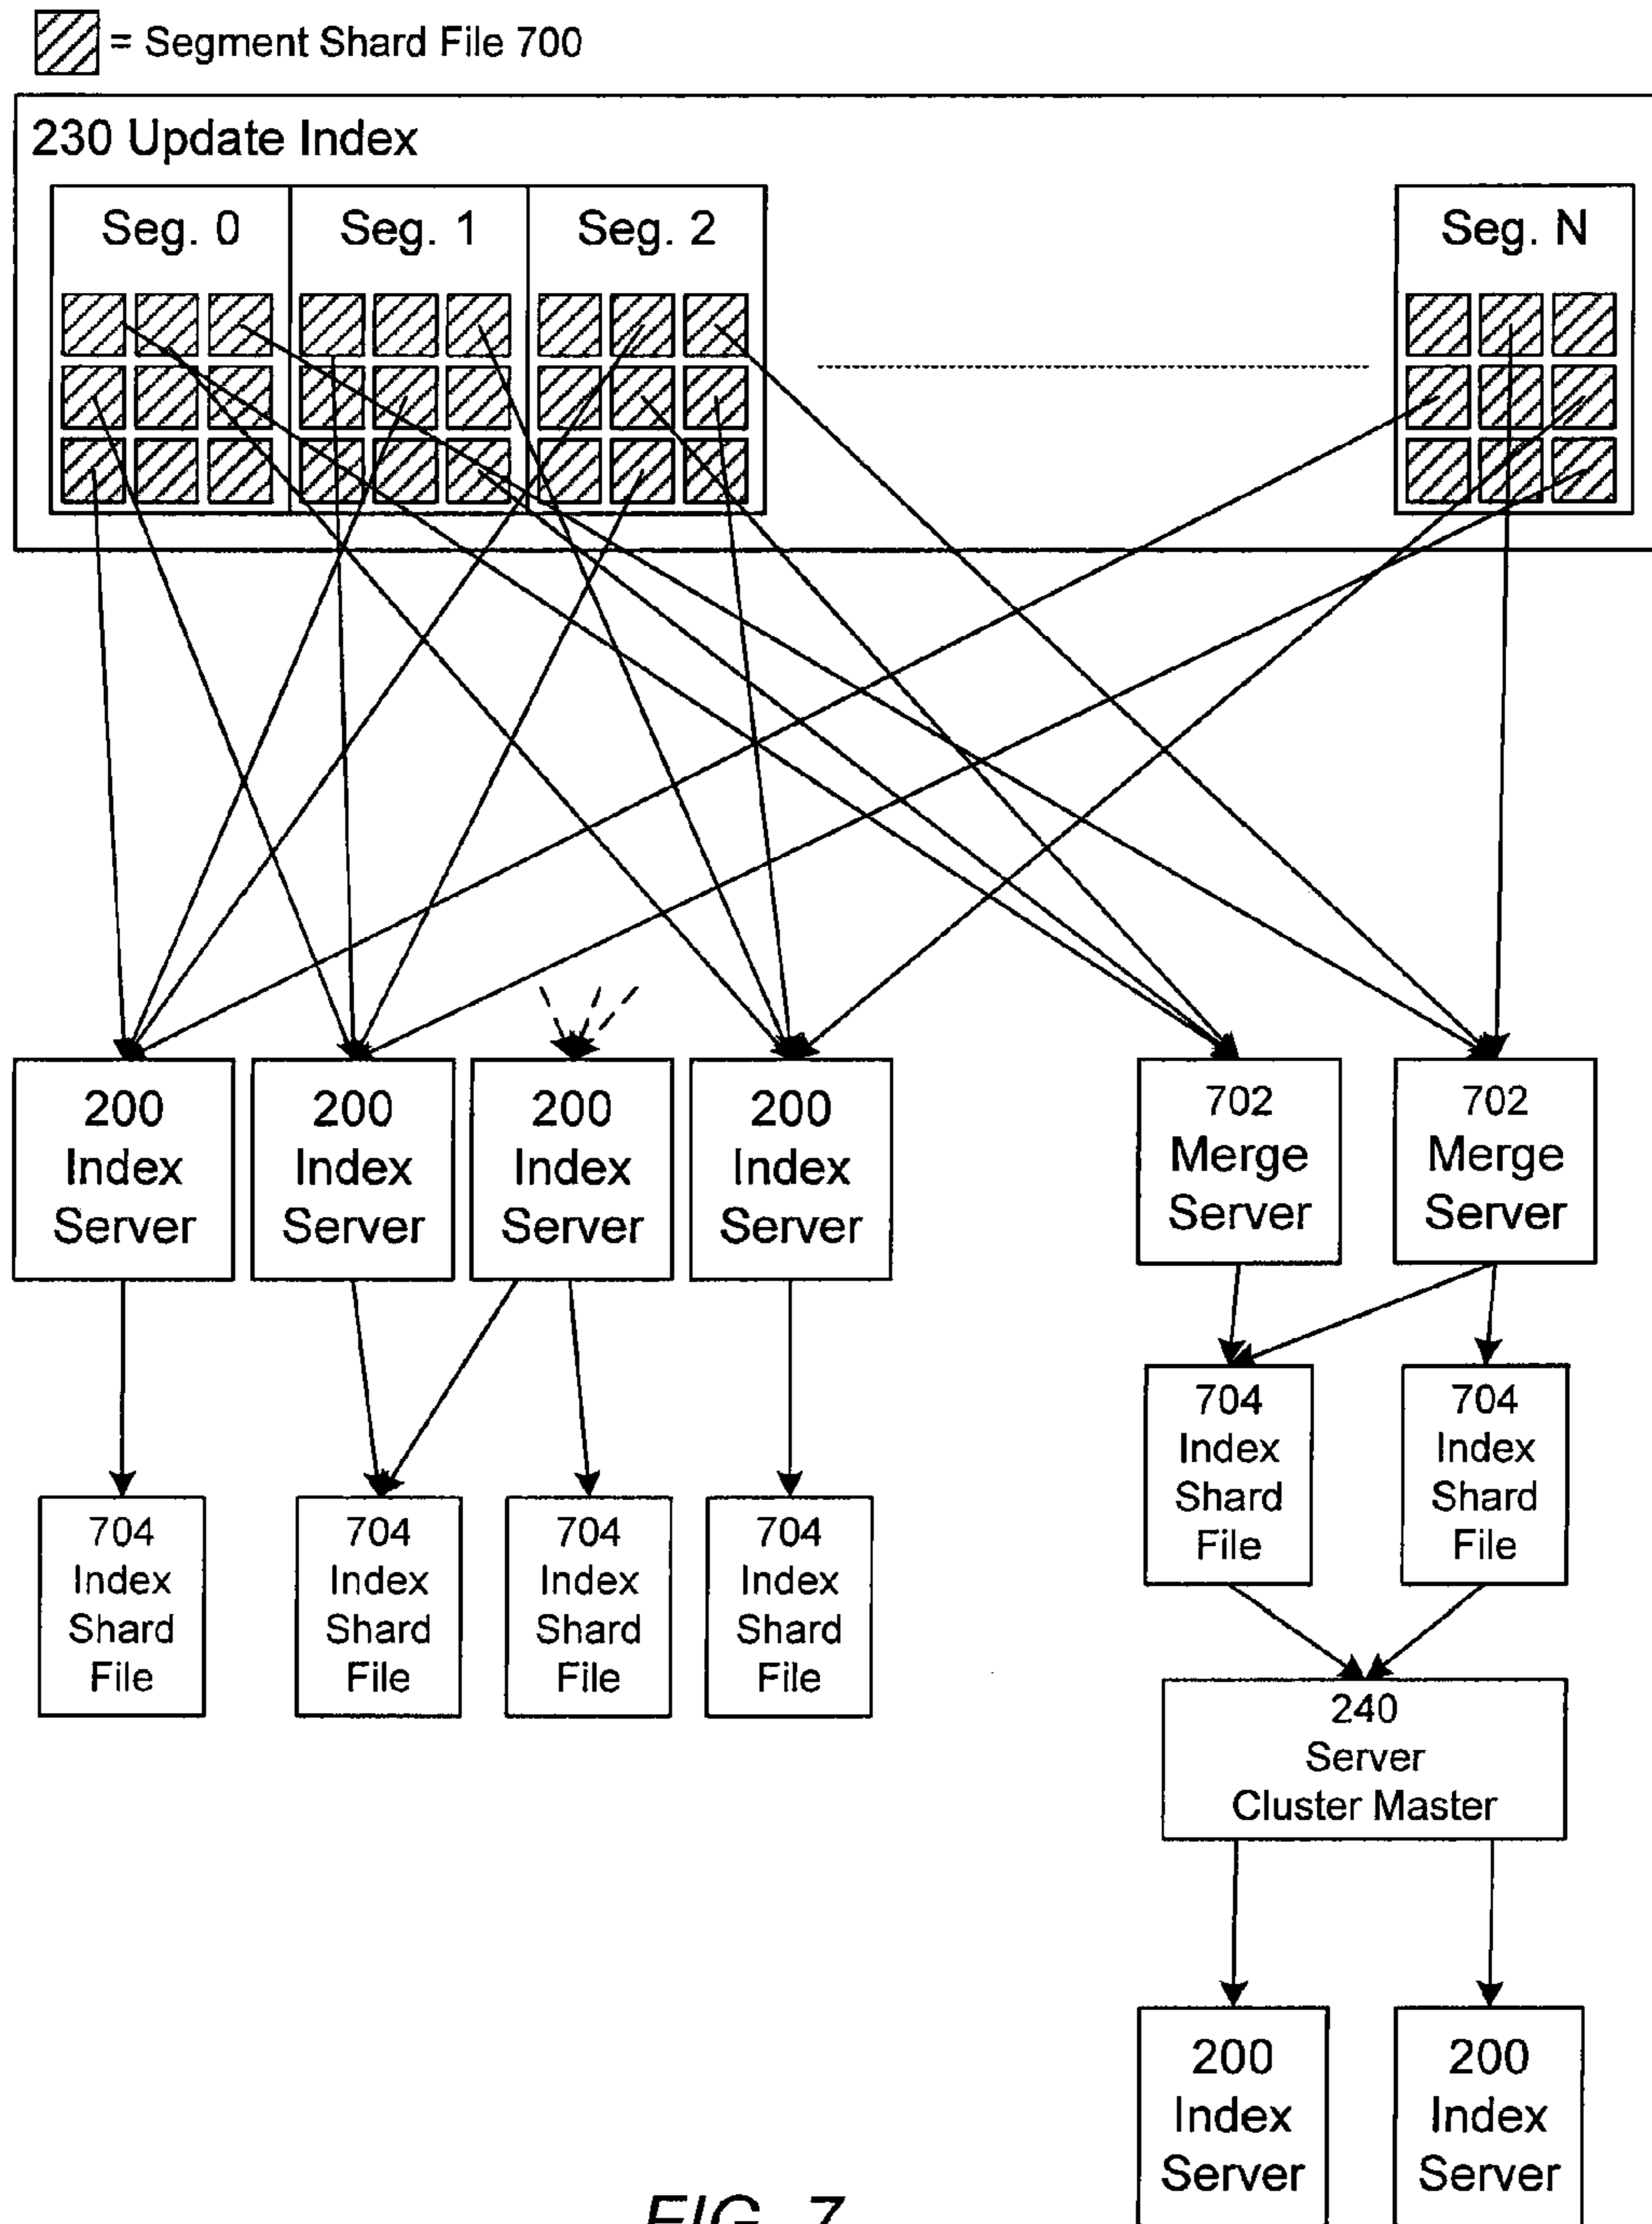 = Segment Shard File 700
230 Update Index
Seg. 0
Seg. 1
Seg. 2
Seg. N
200
Index
Server
200
Index
Server
200
Index
Server
200
Index
Server
702
Merge
Server
702
Merge
Server
704
Index
Shard
File
704
Index
Shard
File
704
Index
Shard
File
704
Index
Shard
File
704
Index
Shard
File
704
Index
Shard
File
240
Server
Cluster Master
200
Index
Server
200
Index
Server
FIG. 7